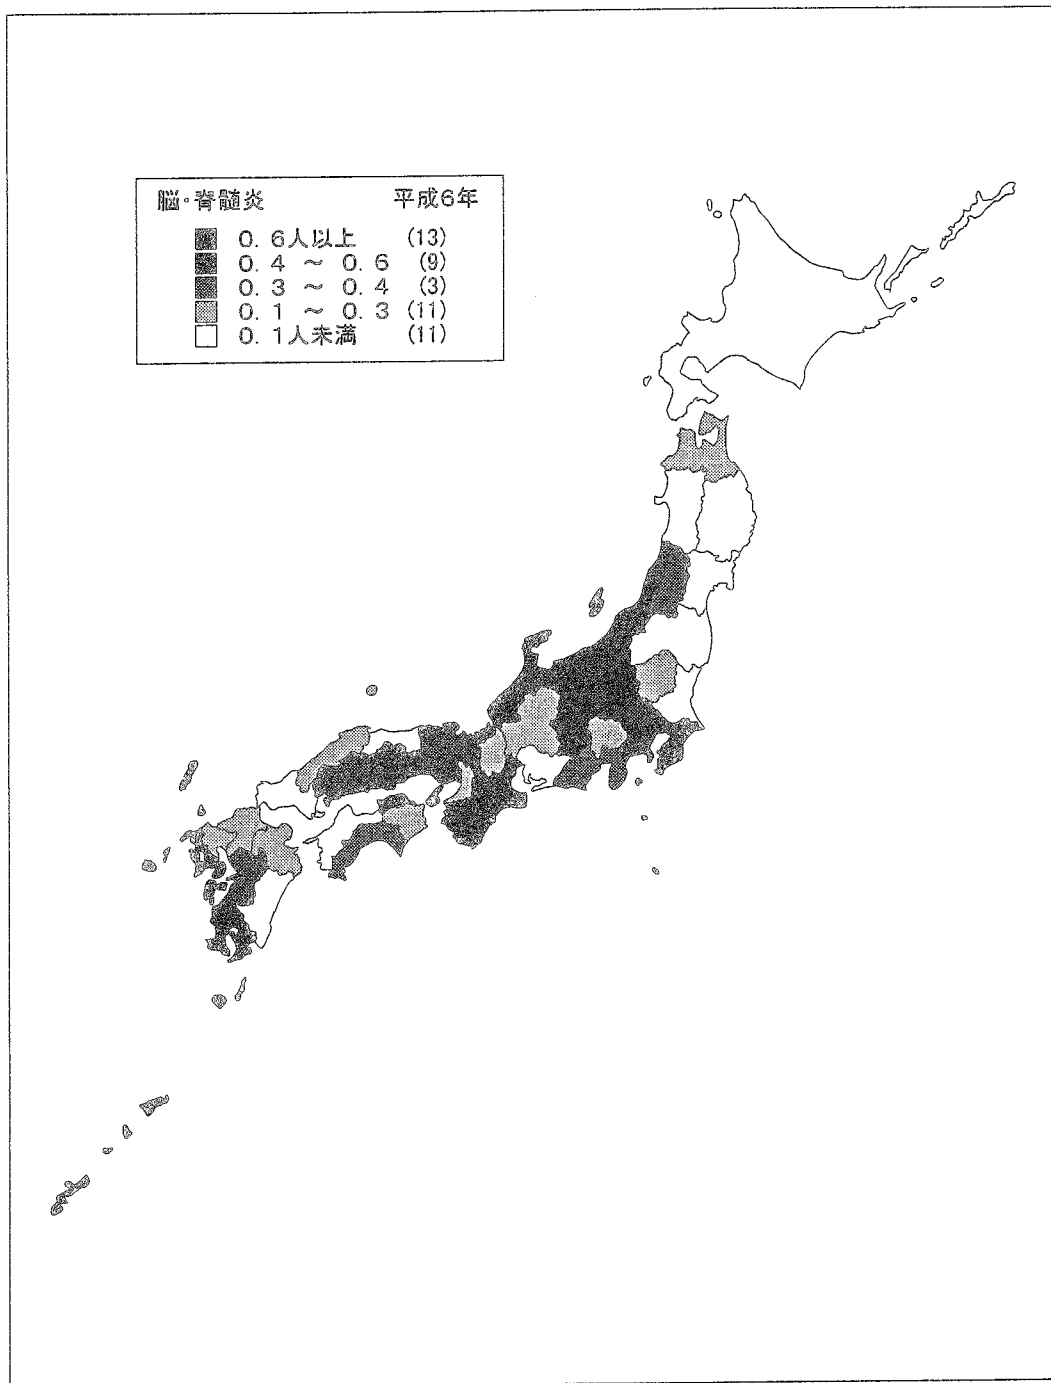 脳・脊髄炎 平成6年
0.6人以上 (13)
0.4 ~ 0.6 (9)
0.3 ~ 0.4 (3)
0.1 ~ 0.3 (11)
0.1人未満 (11)